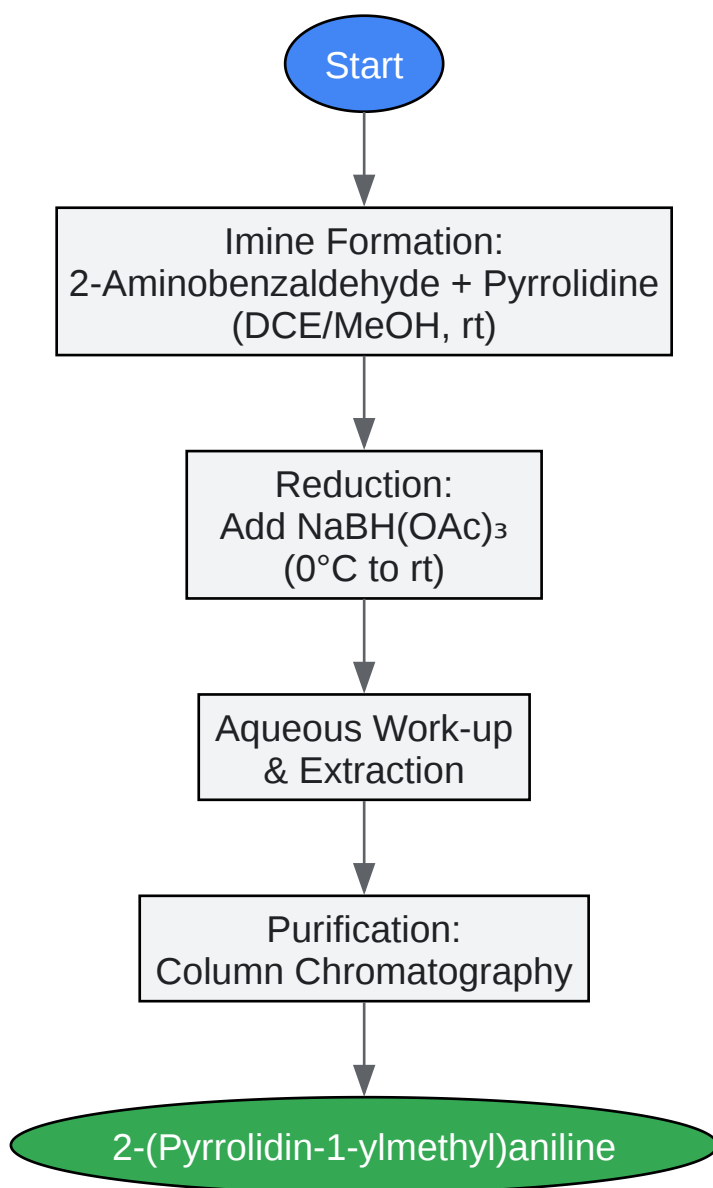 Start
Imine Formation:
2-Aminobenzaldehyde + Pyrrolidine
(DCE/MeOH, rt)
Reduction:
Add NaBH(OAc)₃
(0°C to rt)
Aqueous Work-up
& Extraction
Purification:
Column Chromatography
2-(Pyrrolidin-1-ylmethyl)aniline